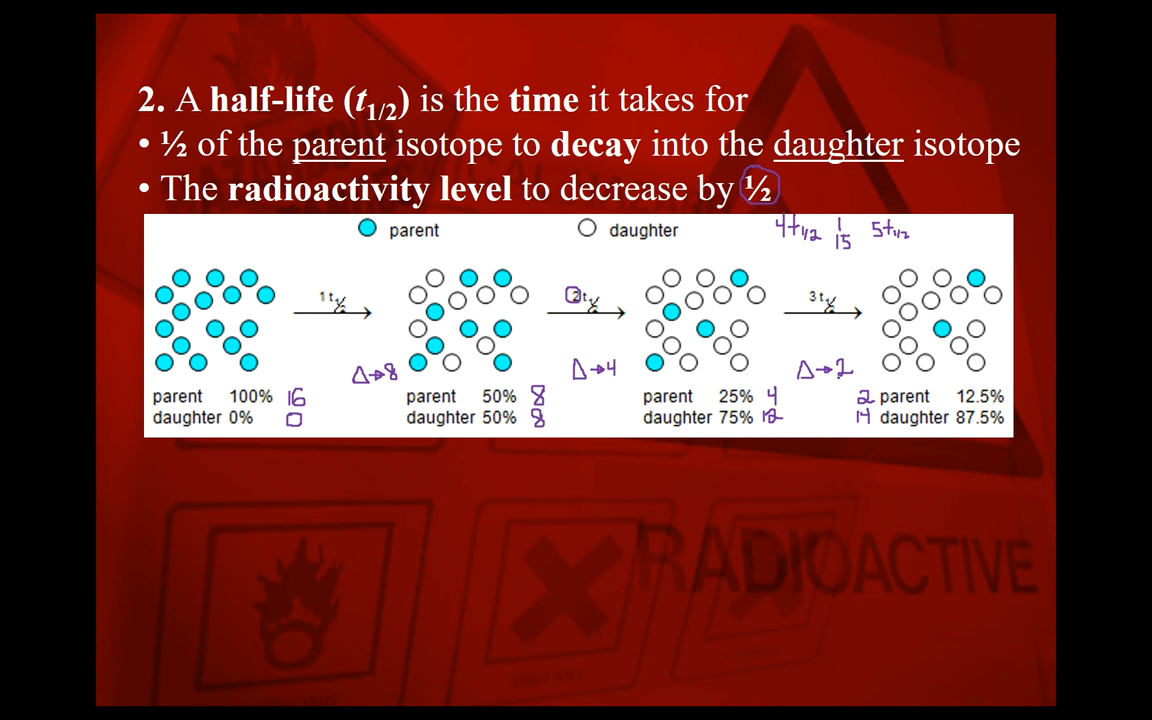 2. A half-life (t1/2) is the time it takes for
• ½ of the parent isotope to decay into the daughter isotope
• The radioactivity level to decrease by ½
parent daughter 4t1/2 1 5t1/2
15
1 t½ 2 t½ 3 t½
Δ→8 Δ→4 Δ→2
parent 100% 16 parent 50% 8 parent 25% 4 2 parent 12.5%
daughter 0% 0 daughter 50% 8 daughter 75% 12 14 daughter 87.5%
RADIOACTIVE